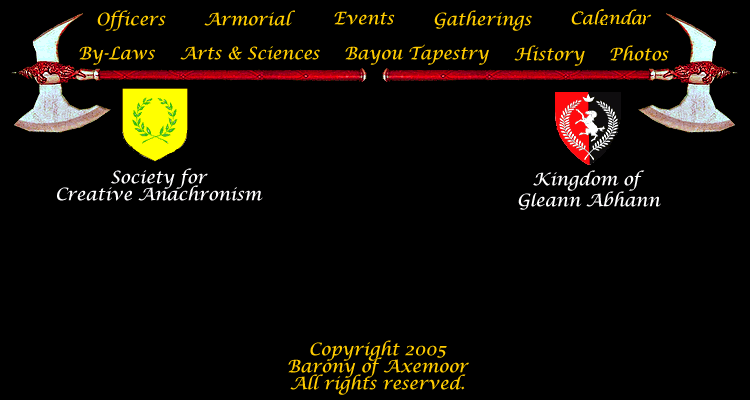 Officers Armorial Events Gatherings Calendar
By-Laws Arts & Sciences Bayou Tapestry History Photos
Society for
Creative Anachronism
Kingdom of
Gleann Abhann
Copyright 2005
Barony of Axemoor
All rights reserved.